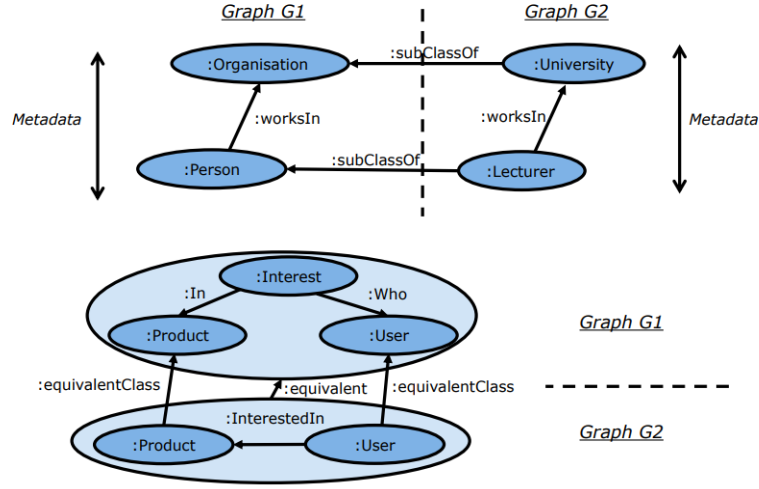 Graph G1
Graph G2
:subClassOf
:Organisation
:University
Metadata
:worksIn
:worksIn
Metadata
:subClassOf
:Person
:Lecturer
:Interest
:In
:Who
:Product
:User
Graph G1
:equivalentClass
:equivalent
:equivalentClass
:InterestedIn
:Product
:User
Graph G2